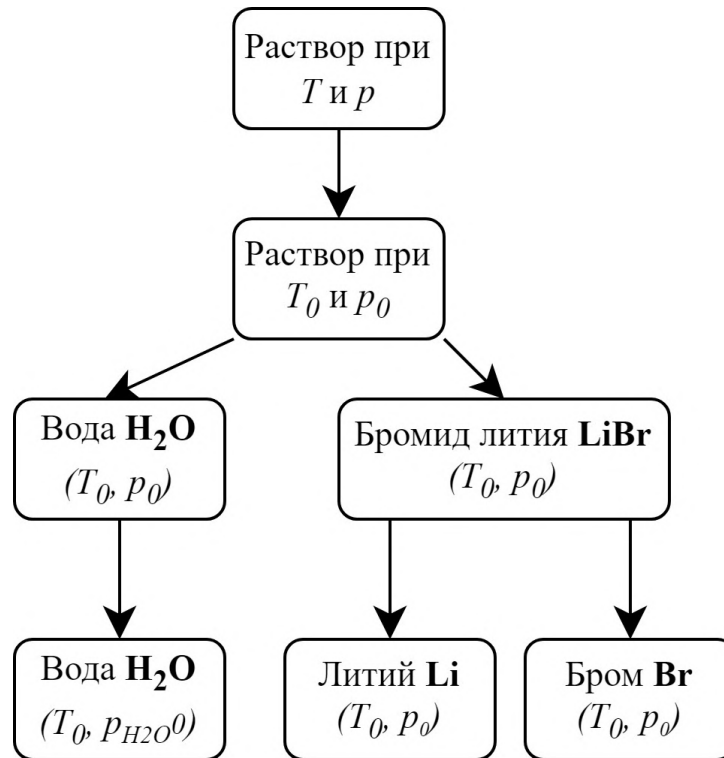 Раствор при
T и p
Раствор при
T₀ и p₀
Вода H₂O
(T₀, p₀)
Бромид лития LiBr
(T₀, p₀)
Вода H₂O
(T₀, p_H2O⁰)
Литий Li
(T₀, p₀)
Бром Br
(T₀, p₀)